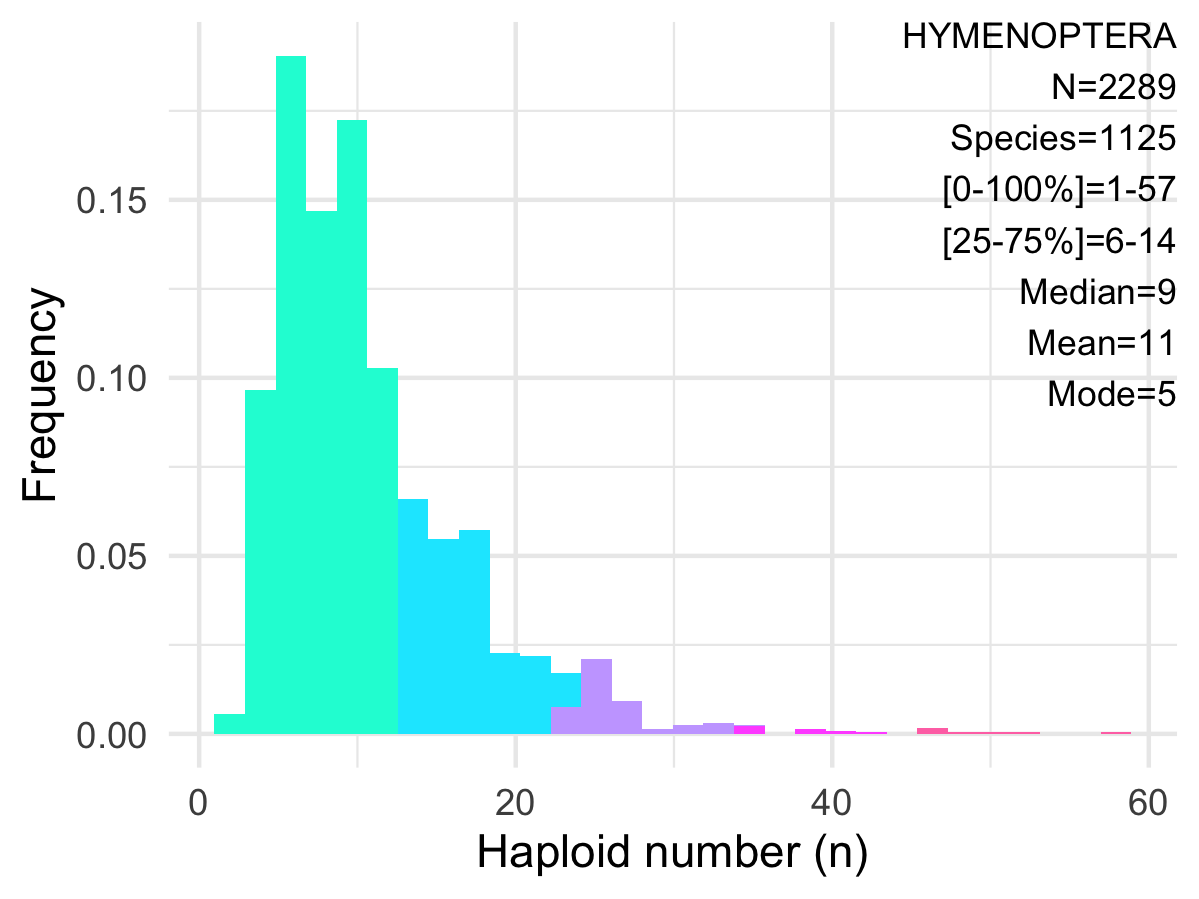 HYMENOPTERA
N=2289
Species=1125
[0-100%]=1-57
[25-75%]=6-14
Median=9
Mean=11
Mode=5
Frequency
0.15
0.10
0.05
0.00
0 20 40 60
Haploid number (n)